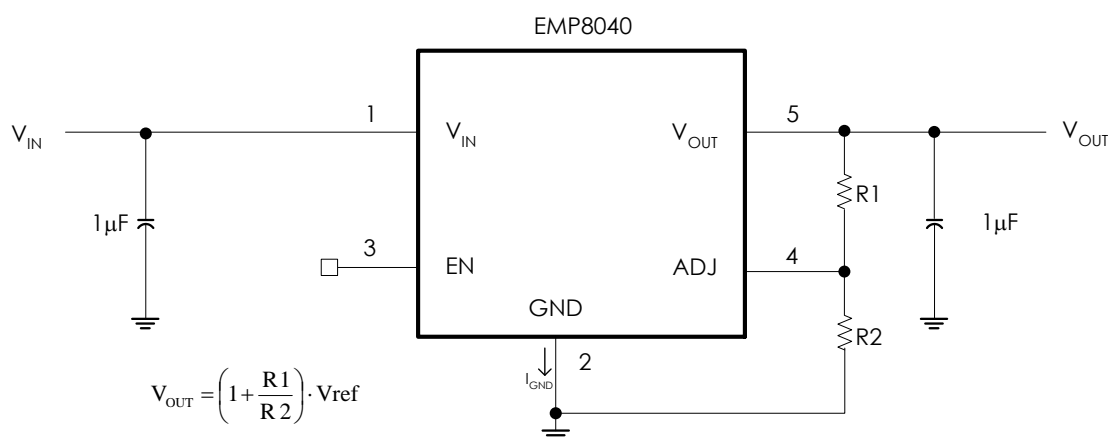 EMP8040
V_IN
1
V_IN
V_OUT
5
V_OUT
R1
1μF
1μF
3
EN
ADJ
4
GND
R2
2
I_GND
V_OUT = (1 + R1/R2) · Vref